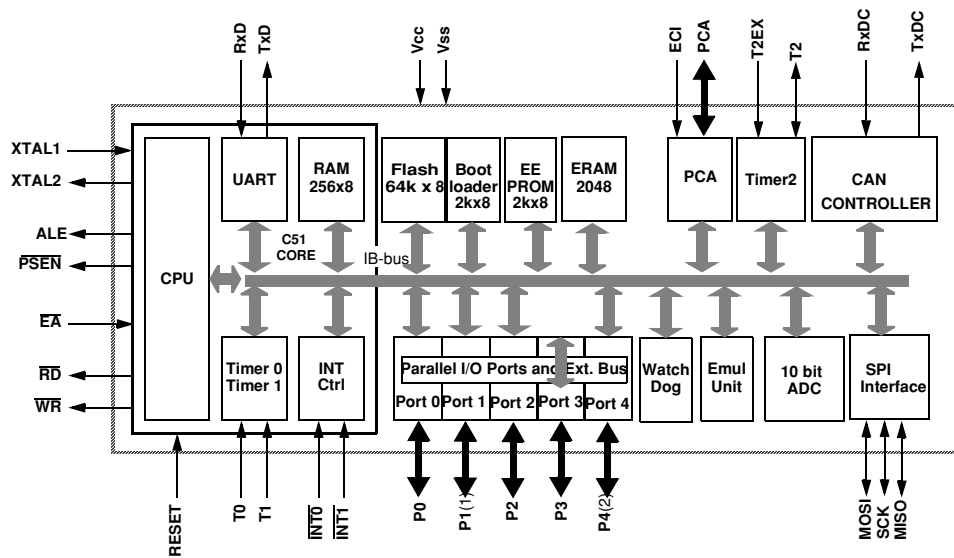 RxD
TxD
Vcc
Vss
ECI
PCA
T2EX
T2
RxDC
TxDC
XTAL1
XTAL2
ALE
PSEN
EA
RD
WR
CPU
UART
RAM
256x8
C51
CORE
IB-bus
Flash
64k x 8
Boot
loader
2kx8
EE
PROM
2kx8
ERAM
2048
PCA
Timer2
CAN
CONTROLLER
Timer 0
Timer 1
INT
Ctrl
Parallel I/O Ports and Ext. Bus
Port 0
Port 1
Port 2
Port 3
Port 4
Watch
Dog
Emul
Unit
10 bit
ADC
SPI
Interface
RESET
T0
T1
INT0
INT1
P0
P1(1)
P2
P3
P4(2)
MOSI
SCK
MISO